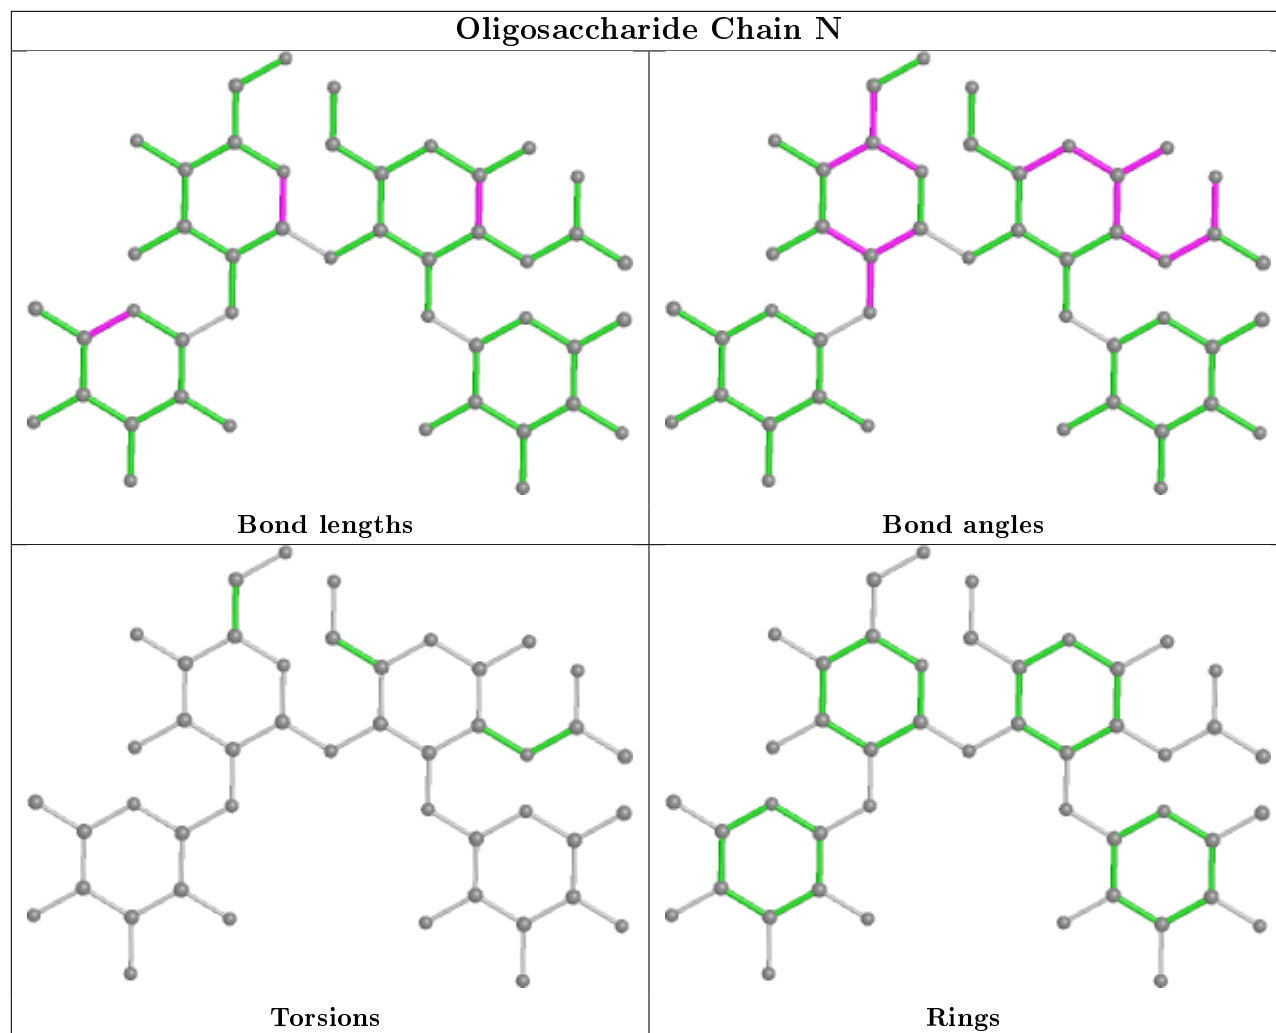 Oligosaccharide Chain N
Bond lengths
Bond angles
Torsions
Rings